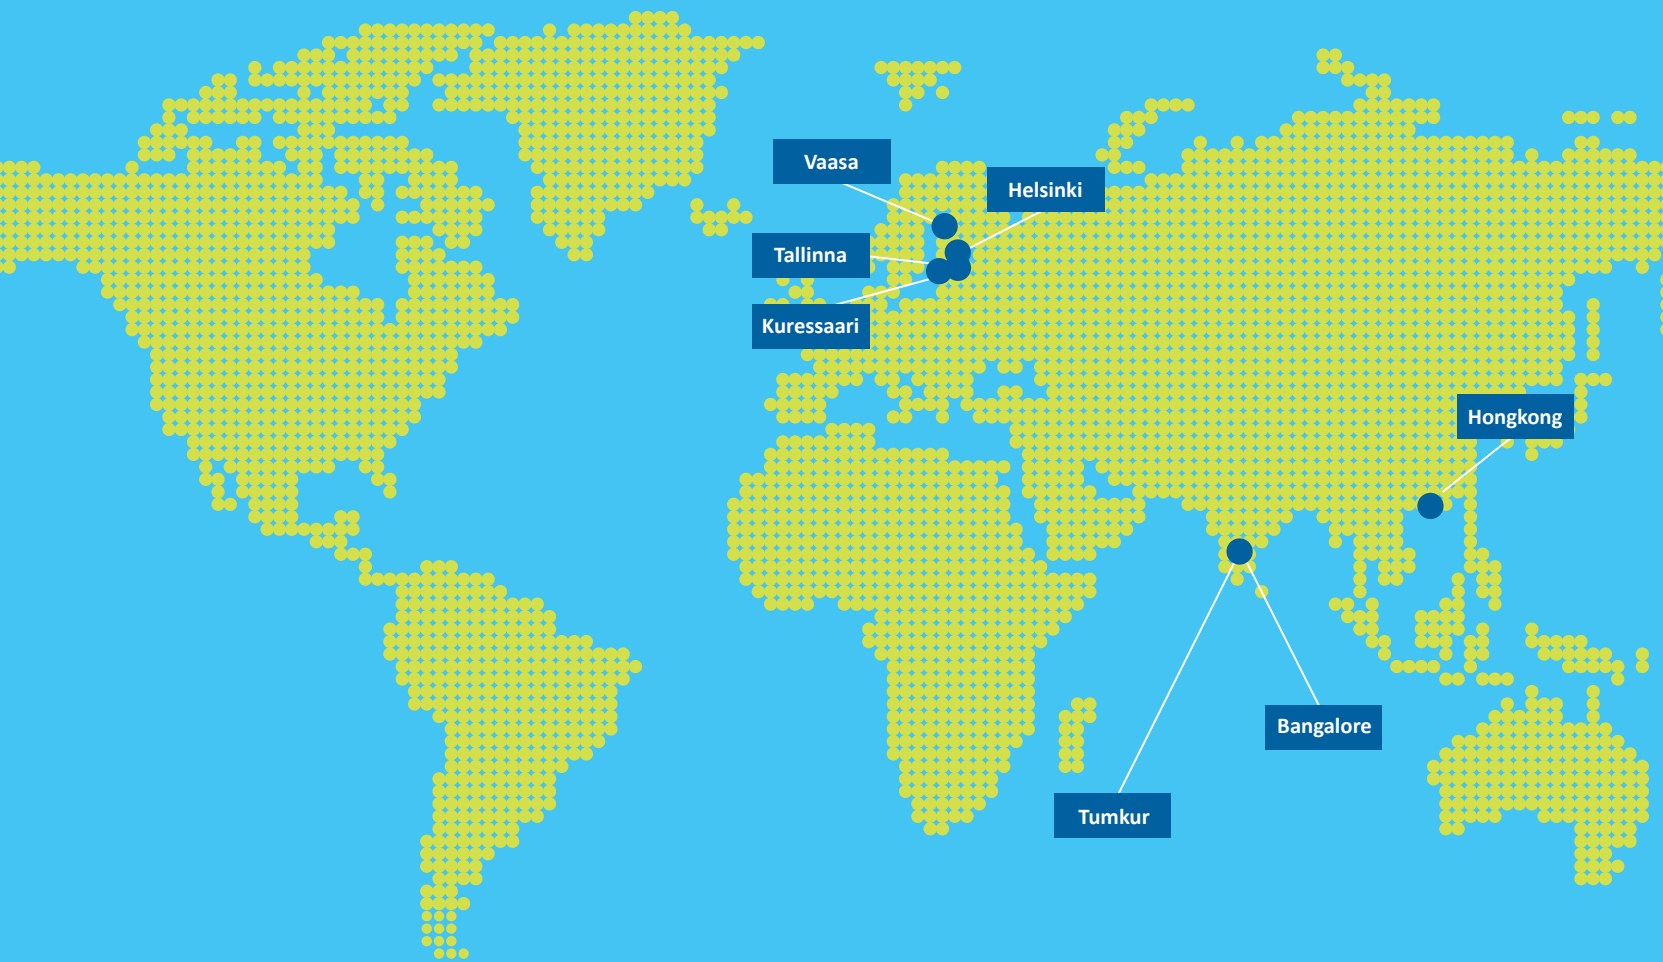 Vaasa
Helsinki
Tallinna
Kuressaari
Hongkong
Bangalore
Tumkur